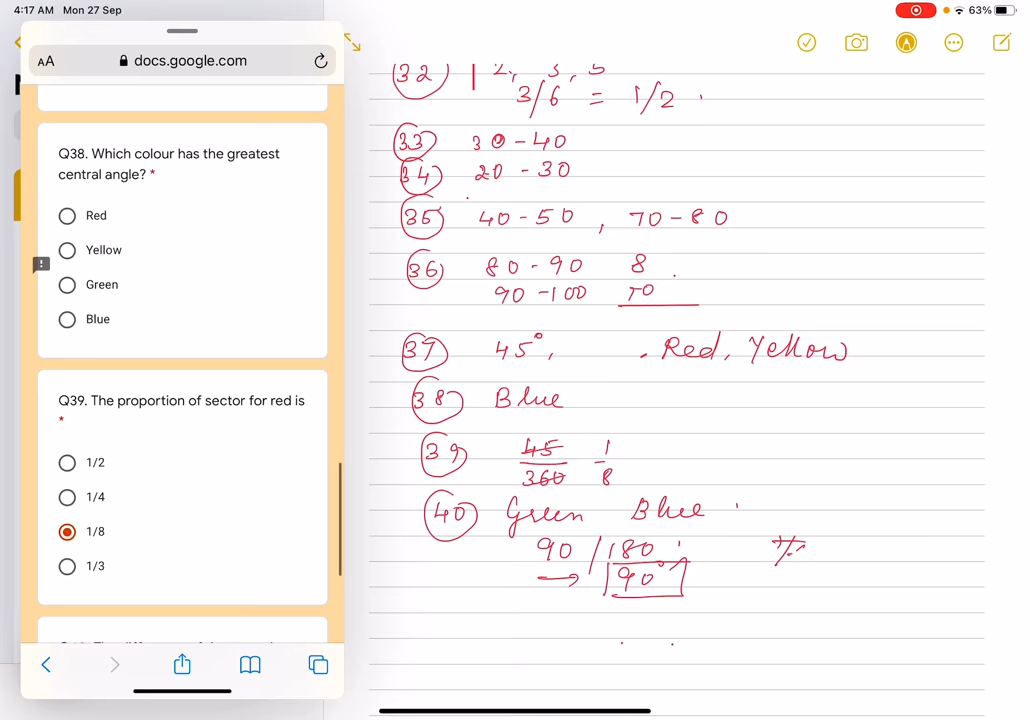 4:17 AM Mon 27 Sep
63%
AA docs.google.com
Q38. Which colour has the greatest
central angle? *
Red
Yellow
Green
Blue
Q39. The proportion of sector for red is
*
1/2
1/4
1/8
1/3
32
3/6 = 1/2 .
33 30 - 40
34 20 - 30
35 40 - 50 , 70 - 80
36 80 - 90 8
90 - 100 10
37 45°, . Red, Yellow
38 Blue
39 45/360 1/8
40 Green Blue
90 / 180
90°